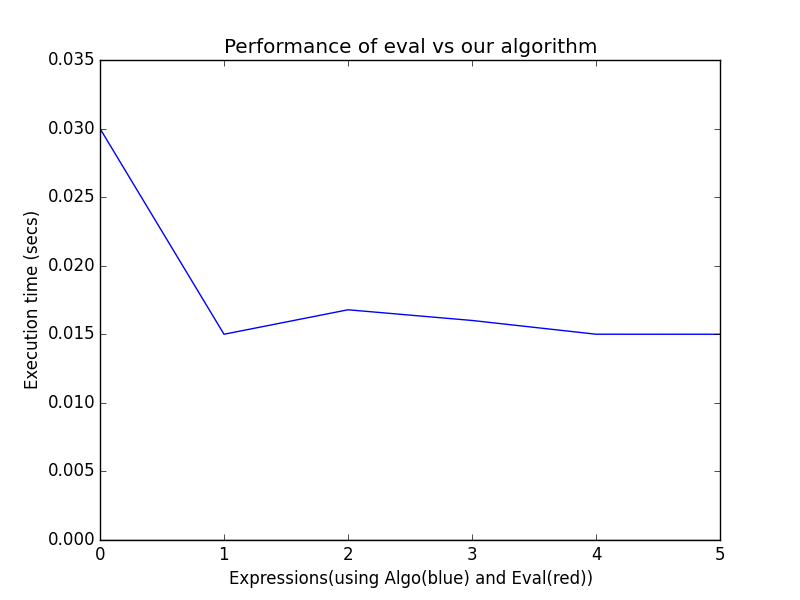 Performance of eval vs our algorithm
0.035
0.030
0.025
0.020
0.015
0.010
0.005
0.000
Execution time (secs)
0 1 2 3 4 5
Expressions(using Algo(blue) and Eval(red))